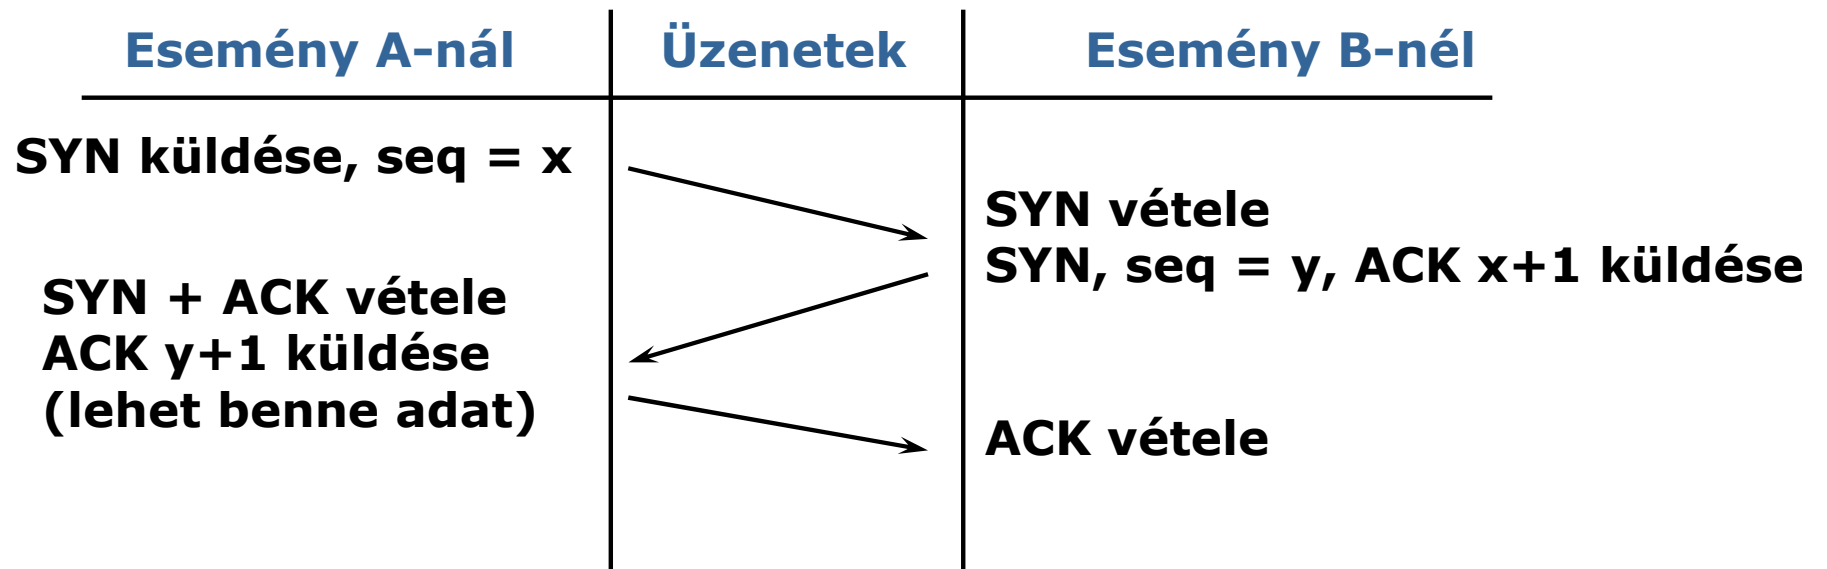 Esemény A-nál
Üzenetek
Esemény B-nél
SYN küldése, seq = x
SYN vétele
SYN, seq = y, ACK x+1 küldése
SYN + ACK vétele
ACK y+1 küldése
(lehet benne adat)
ACK vétele